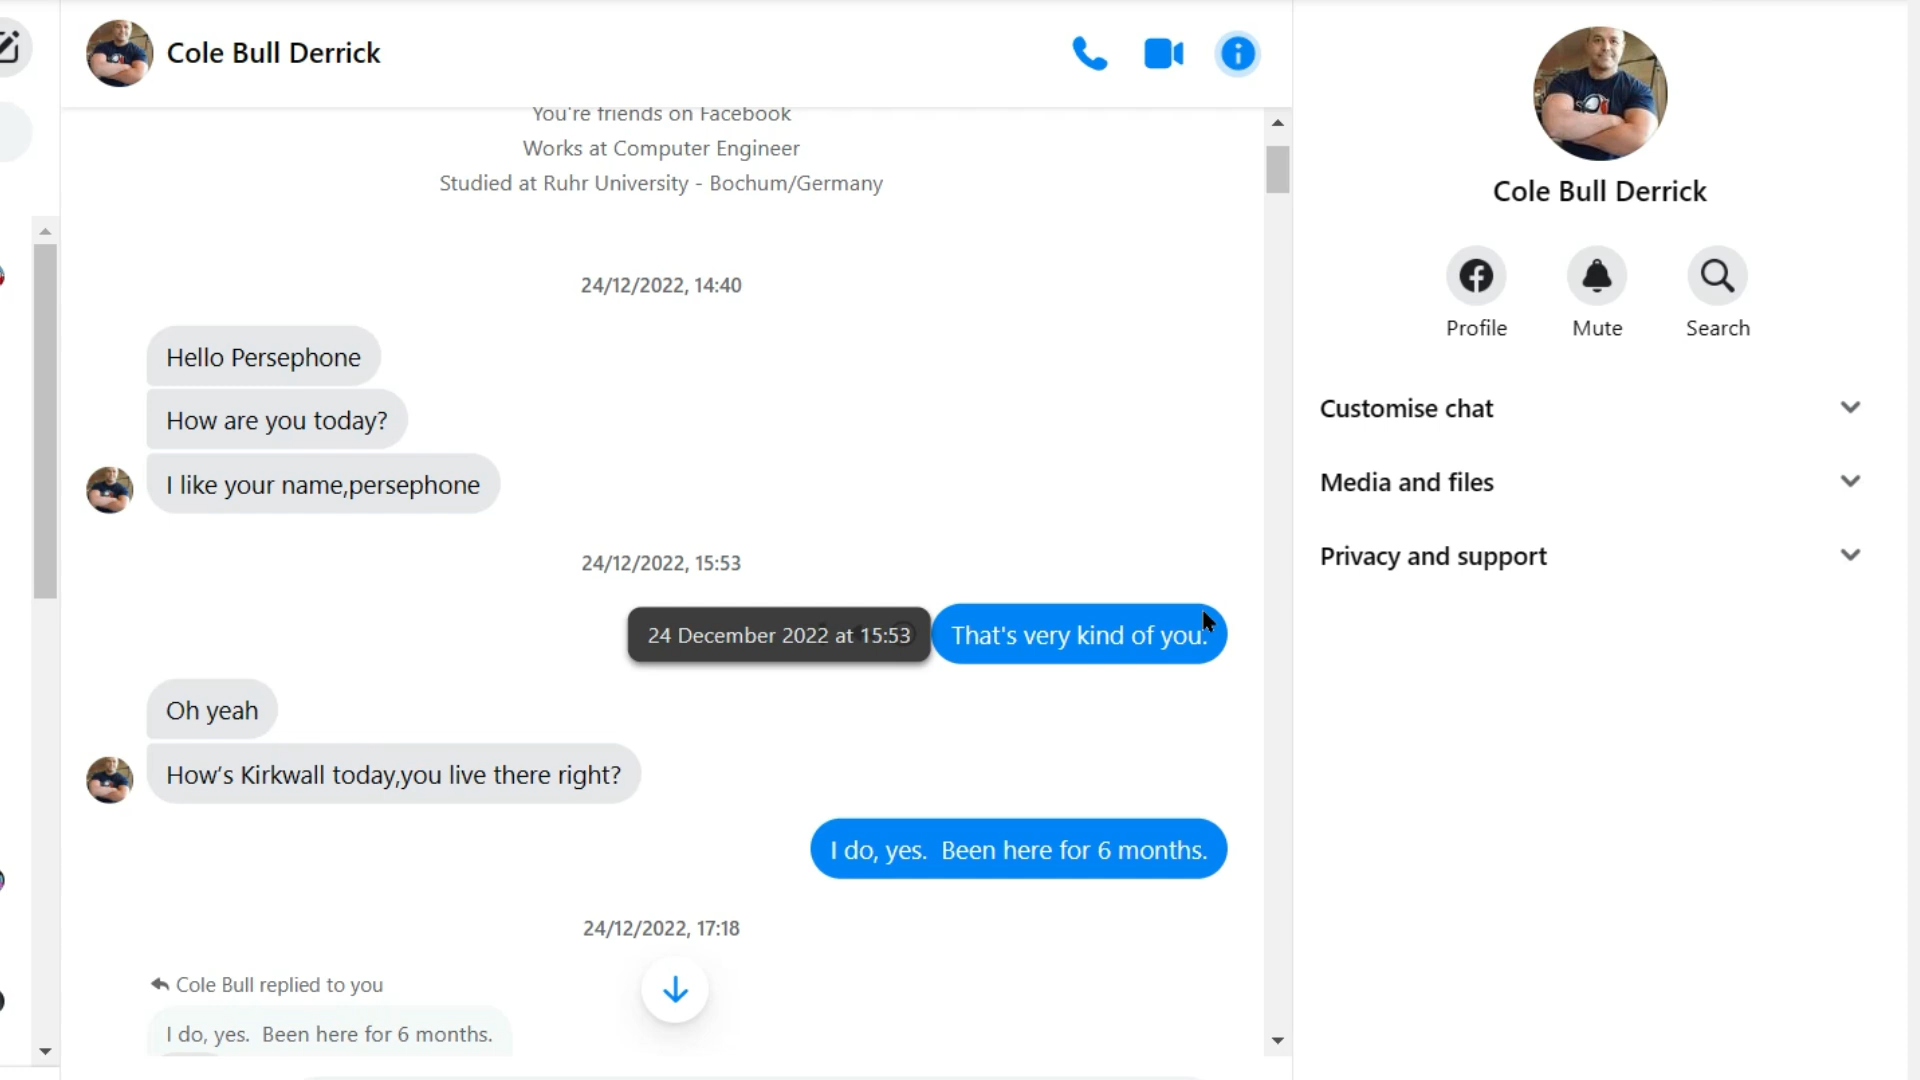 Cole Bull Derrick
You're friends on Facebook
Works at Computer Engineer
Studied at Ruhr University - Bochum/Germany
24/12/2022, 14:40
Hello Persephone
How are you today?
I like your name,persephone
24/12/2022, 15:53
24 December 2022 at 15:53
That's very kind of you.
Oh yeah
How's Kirkwall today,you live there right?
I do, yes.  Been here for 6 months.
24/12/2022, 17:18
Cole Bull replied to you
I do, yes.  Been here for 6 months.
Cole Bull Derrick
Profile
Mute
Search
Customise chat
Media and files
Privacy and support